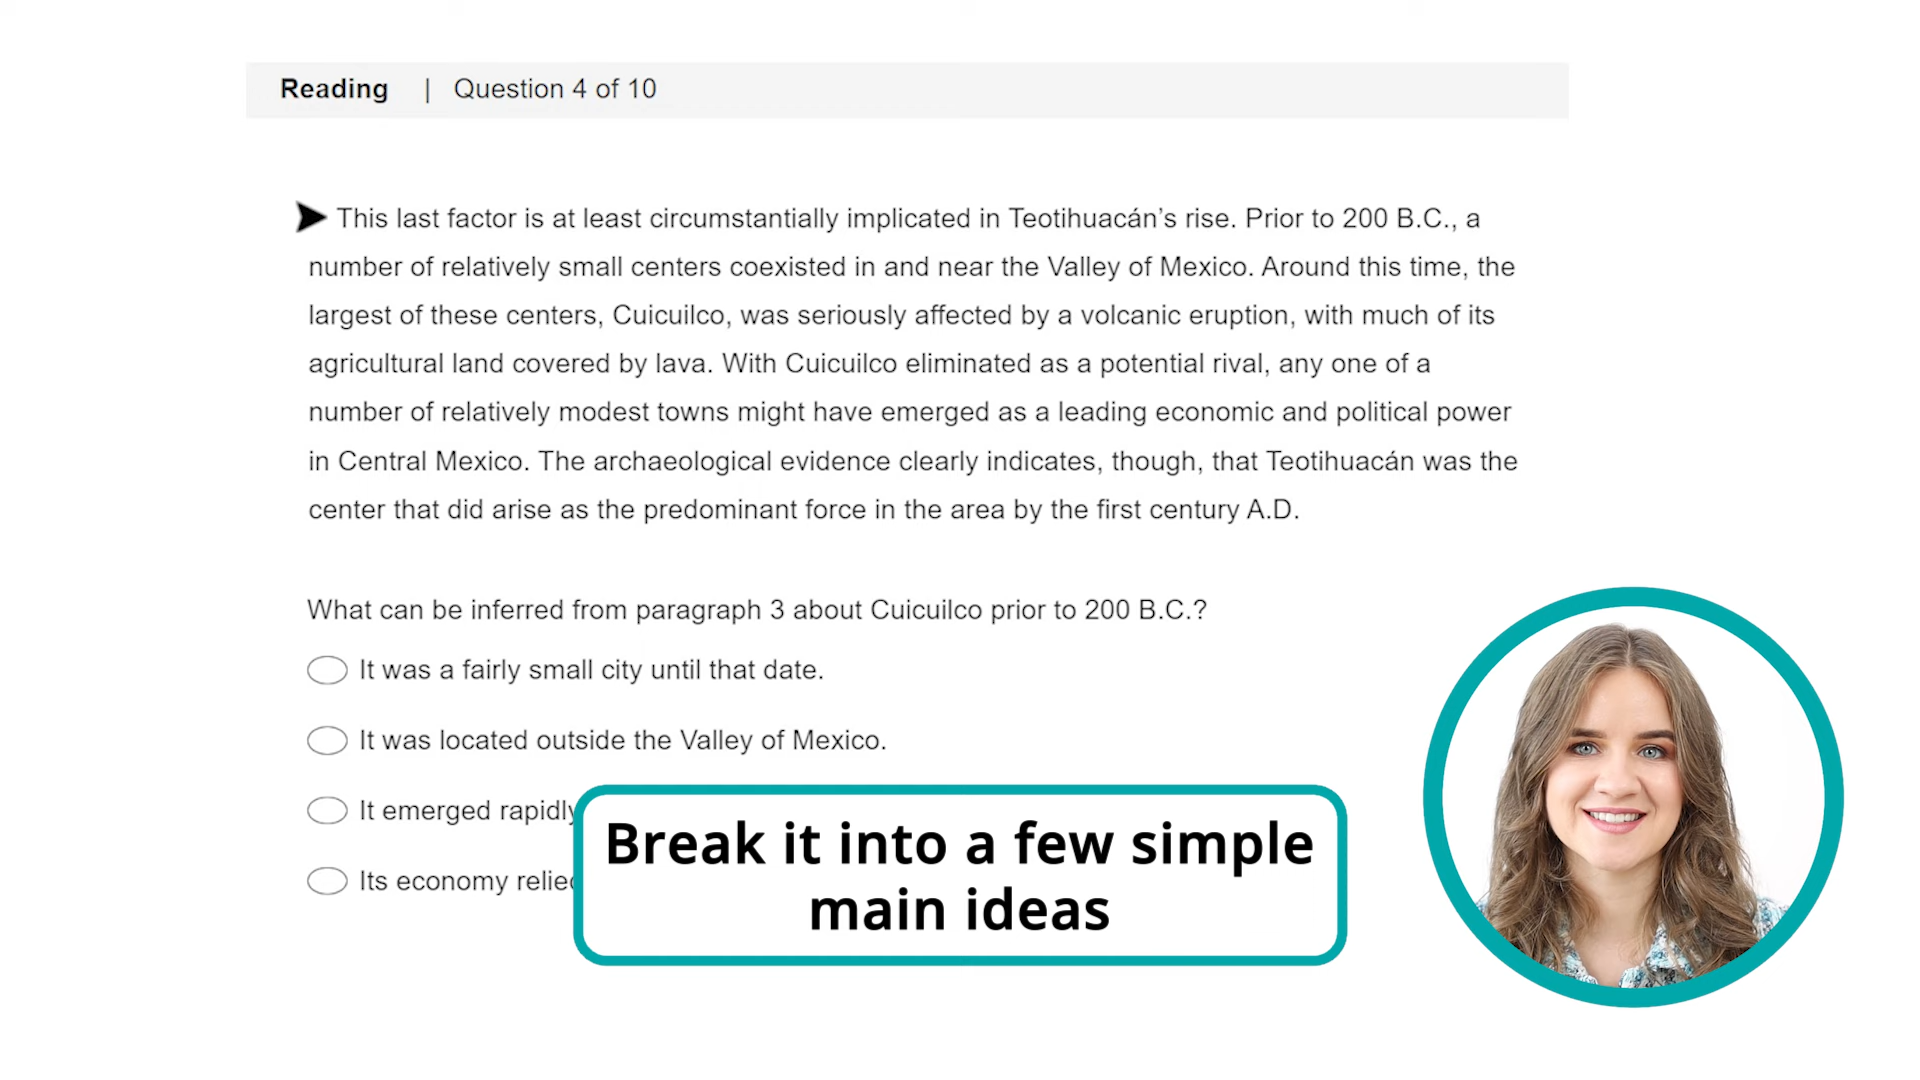 Reading | Question 4 of 10
➤ This last factor is at least circumstantially implicated in Teotihuacán’s rise. Prior to 200 B.C., a
number of relatively small centers coexisted in and near the Valley of Mexico. Around this time, the
largest of these centers, Cuicuilco, was seriously affected by a volcanic eruption, with much of its
agricultural land covered by lava. With Cuicuilco eliminated as a potential rival, any one of a
number of relatively modest towns might have emerged as a leading economic and political power
in Central Mexico. The archaeological evidence clearly indicates, though, that Teotihuacán was the
center that did arise as the predominant force in the area by the first century A.D.
What can be inferred from paragraph 3 about Cuicuilco prior to 200 B.C.?
It was a fairly small city until that date.
It was located outside the Valley of Mexico.
It emerged rapidly
Its economy relied
Break it into a few simple
main ideas